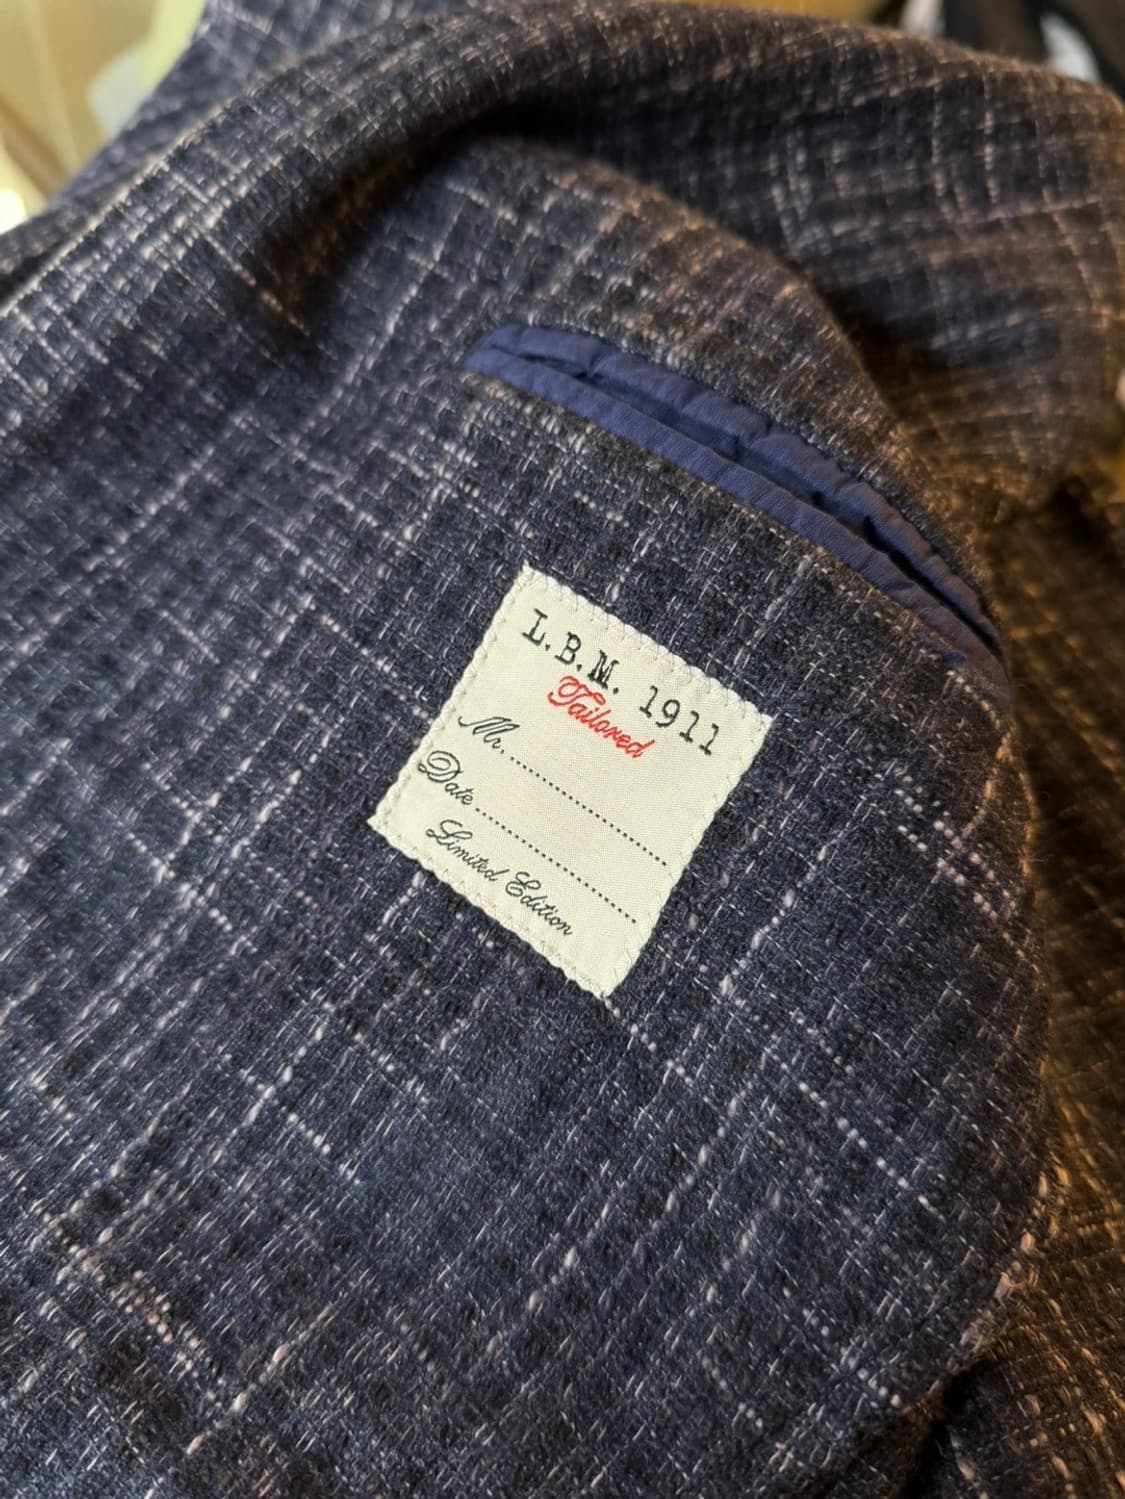 L.B.M. 1911
Tailored
Mr...............................
Date...............................
Limited Edition